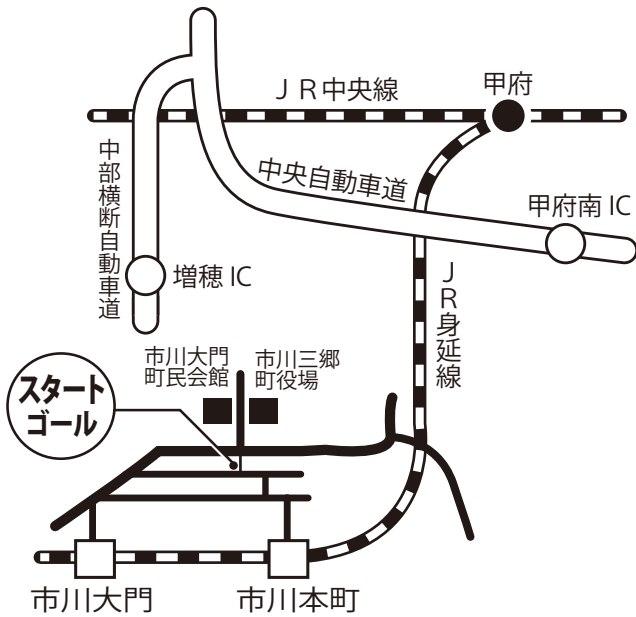 JR中央線
甲府
中部横断自動車道
中央自動車道
甲府南 IC
増穂 IC
JR身延線
市川大門
町民会館
市川三郷
町役場
スタート
ゴール
市川大門
市川本町